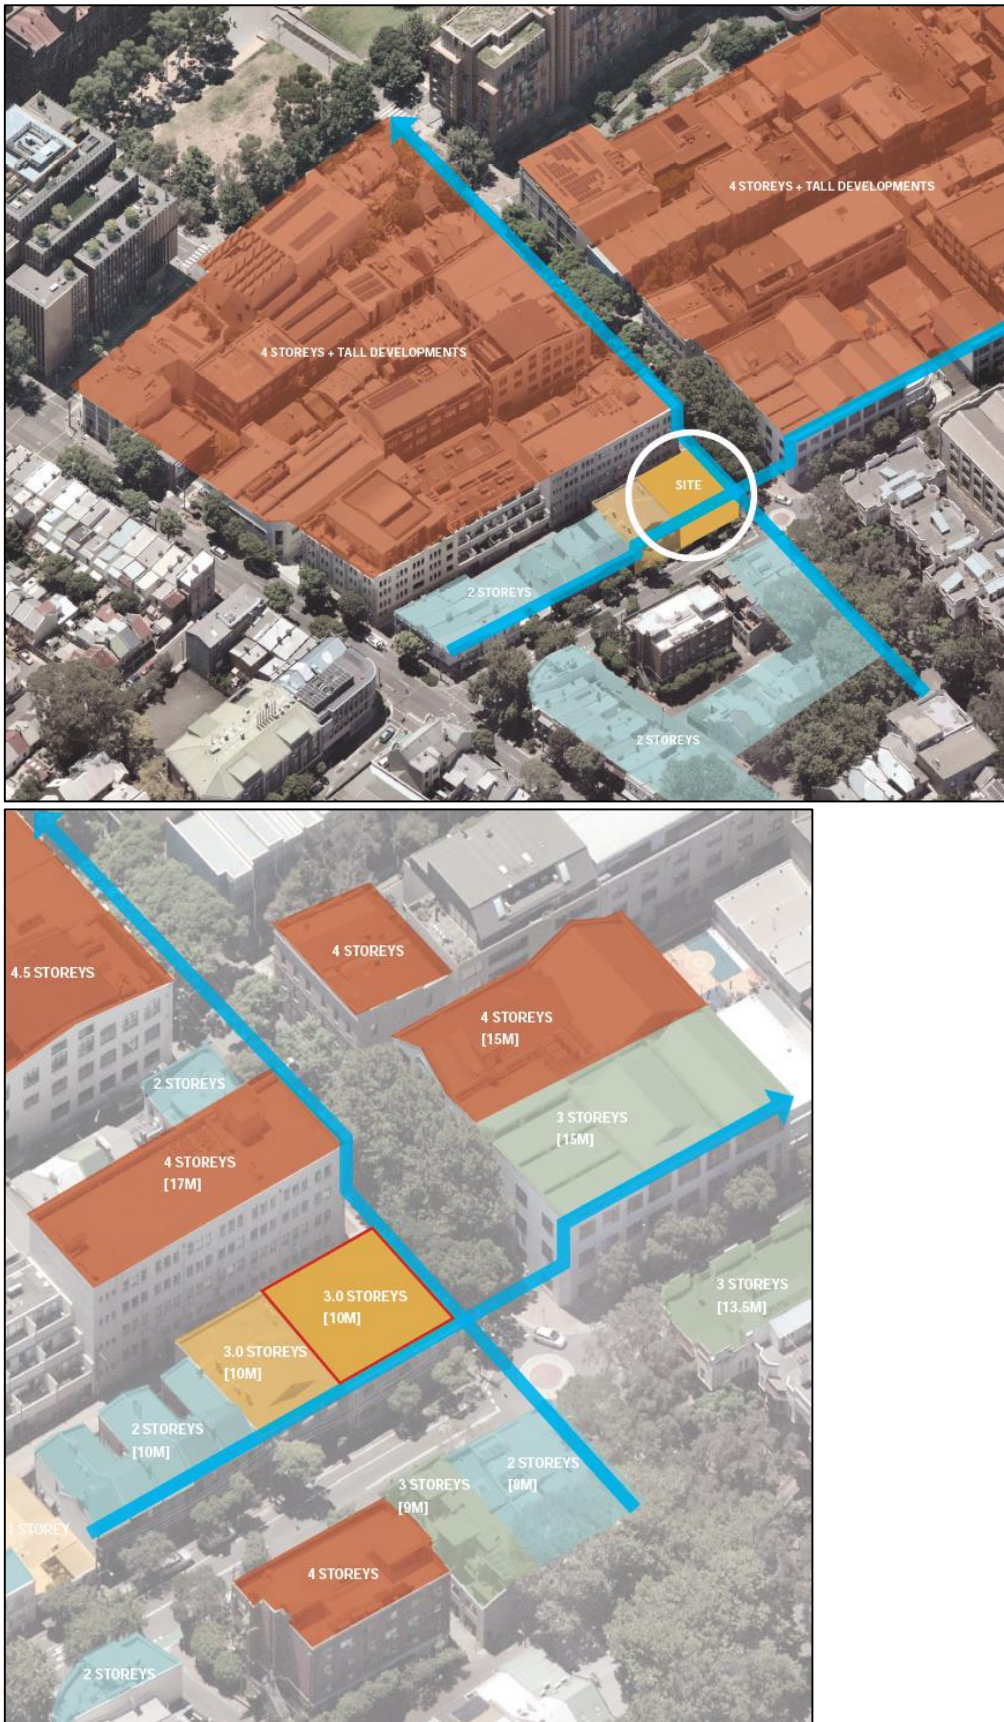 4 STOREYS + TALL DEVELOPMENTS
4 STOREYS + TALL DEVELOPMENTS
SITE
2 STOREYS
2 STOREYS
4 STOREYS
4.5 STOREYS
4 STOREYS
[15M]
2 STOREYS
3 STOREYS
[15M]
4 STOREYS
[17M]
3 STOREYS
[13.5M]
3.0 STOREYS
[10M]
3.0 STOREYS
[10M]
2 STOREYS
[10M]
2 STOREYS
[8M]
3 STOREYS
[9M]
1 STOREY
4 STOREYS
2 STOREYS